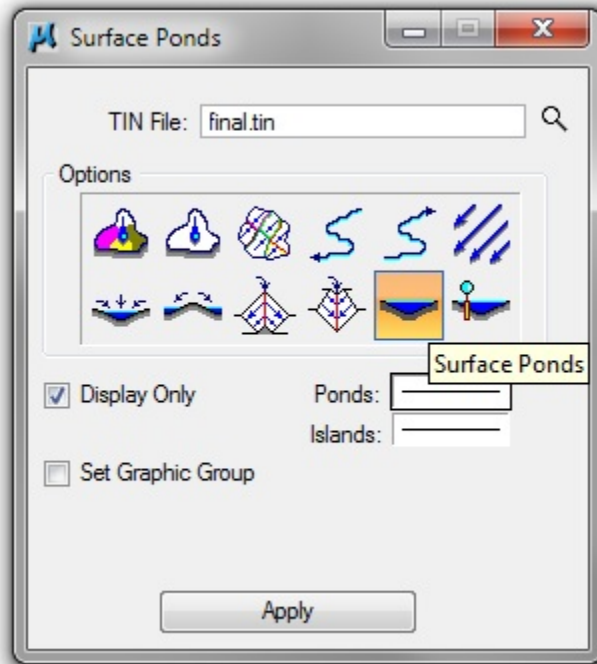 Surface Ponds
TIN File: final.tin
Options
Surface Ponds
Display Only
Ponds:
Islands:
Set Graphic Group
Apply